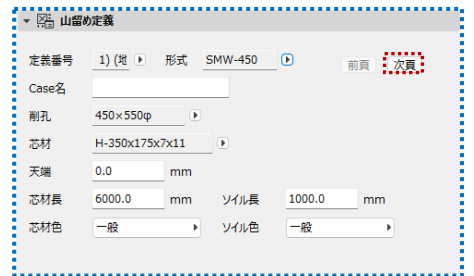 山留め定義
定義番号 1) (地 形式 SMW-450 前頁 次頁
Case名
削孔 450×550φ
芯材 H-350x175x7x11
天端 0.0 mm
芯材長 6000.0 mm ソイル長 1000.0 mm
芯材色 一般 ソイル色 一般